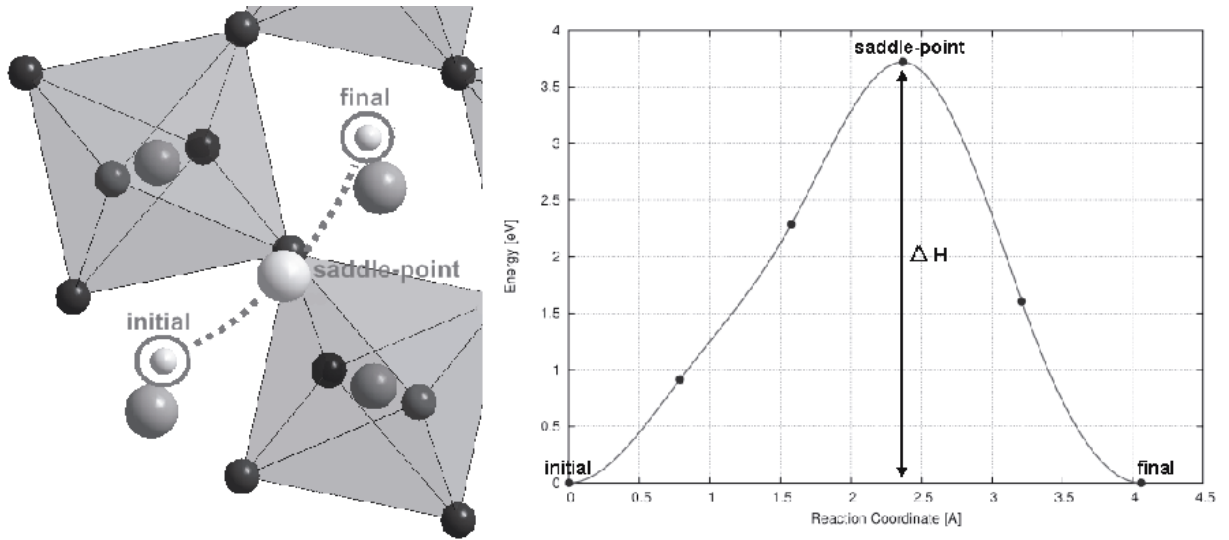 final
saddle-point
initial
4
3.5
3
2.5
2
1.5
1
0.5
0
Energy [eV]
saddle-point
Δ H
initial
final
0 0.5 1 1.5 2 2.5 3 3.5 4 4.5
Reaction Coordinate [A]